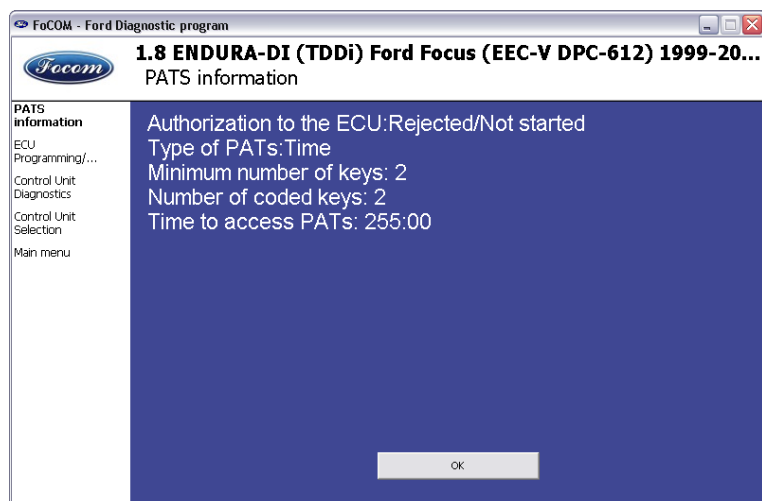 FoCOM - Ford Diagnostic program
Focom
1.8 ENDURA-DI (TDDi) Ford Focus (EEC-V DPC-612) 1999-20...
PATS information
PATS
information
ECU
Programming/...
Control Unit
Diagnostics
Control Unit
Selection
Main menu
Authorization to the ECU:Rejected/Not started
Type of PATs:Time
Minimum number of keys: 2
Number of coded keys: 2
Time to access PATs: 255:00
OK